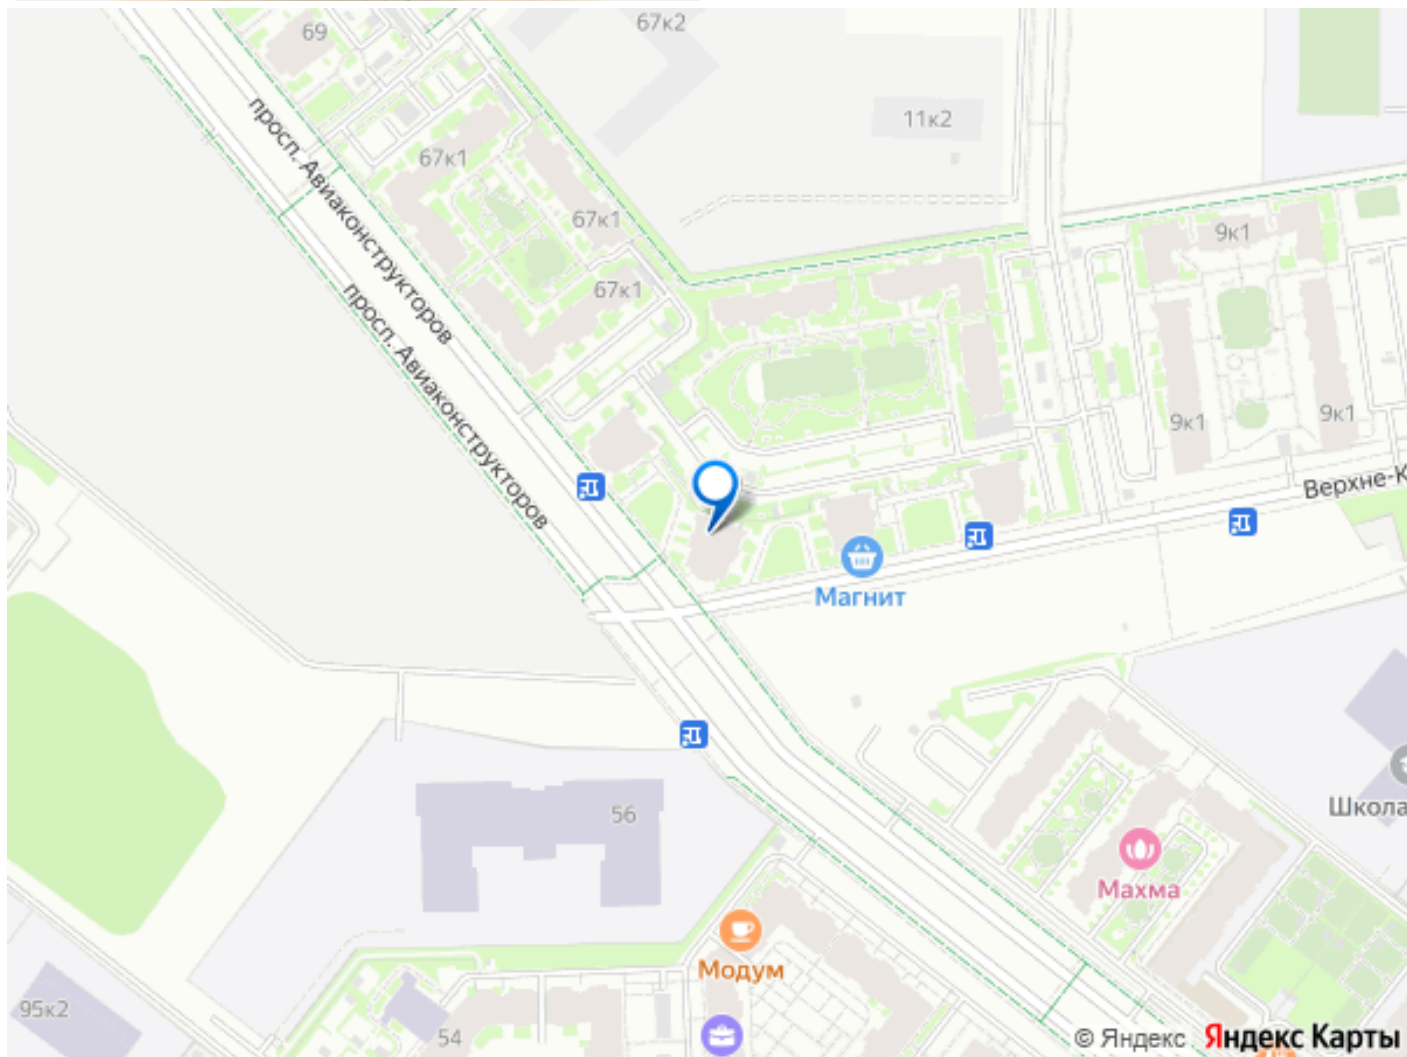 69
67к2
11к2
67к1
просп. Авиаконструкторов
67к1
9к1
67к1
просп. Авиаконструкторов
9к1
9к1
Верхне-К
Магнит
56
Школа
Махма
Модум
95к2
54
© Яндекс Яндекс Карты